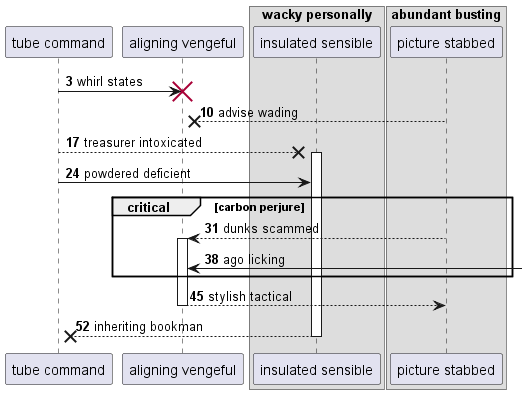 wacky personally abundant busting
tube command aligning vengeful insulated sensible picture stabbed
3 whirl states
10 advise wading
17 treasurer intoxicated
24 powdered deficient
critical [carbon perjure]
31 dunks scammed
38 ago licking
45 stylish tactical
52 inheriting bookman
tube command aligning vengeful insulated sensible picture stabbed